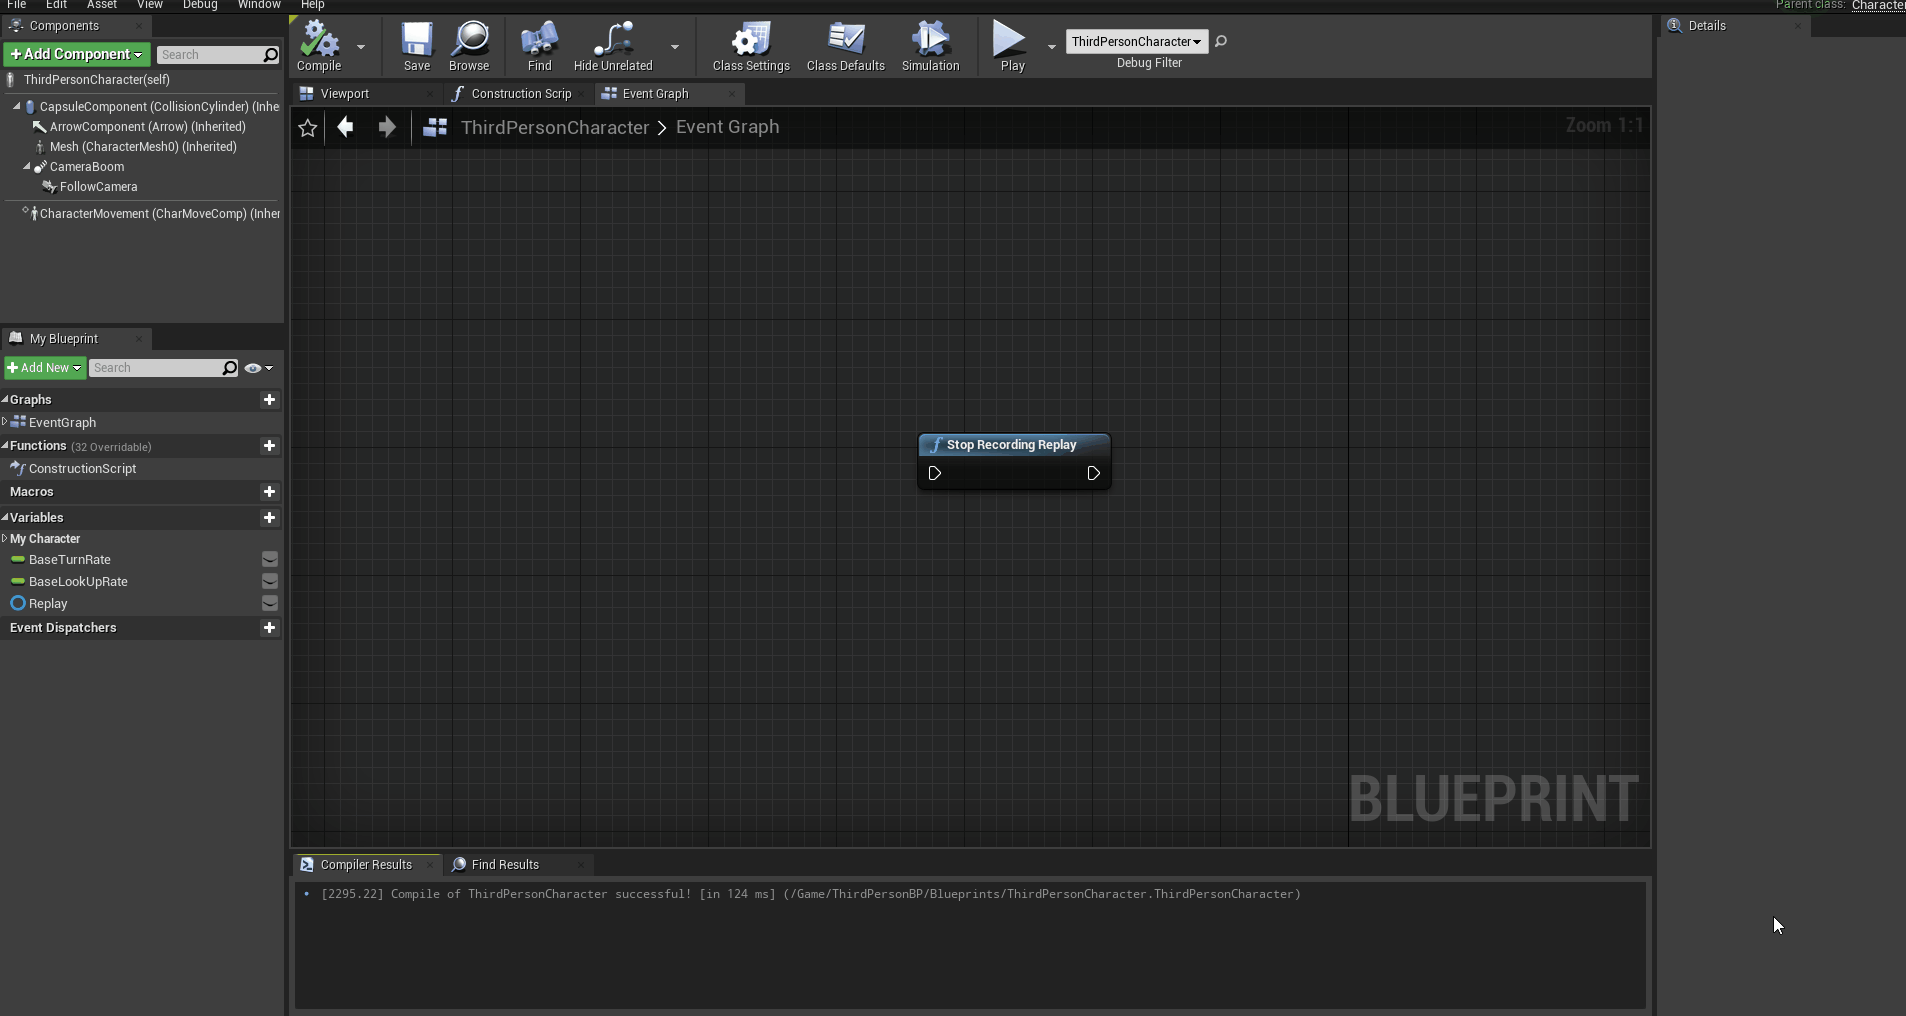 File Edit Asset View Debug Window Help
Parent class: Character
Components
Add Component
Search
ThirdPersonCharacter(self)
CapsuleComponent (CollisionCylinder) (Inhe
ArrowComponent (Arrow) (Inherited)
Mesh (CharacterMesh0) (Inherited)
CameraBoom
FollowCamera
CharacterMovement (CharMoveComp) (Inher
My Blueprint
Add New
Search
Graphs
EventGraph
Functions (32 Overridable)
ConstructionScript
Macros
Variables
My Character
BaseTurnRate
BaseLookUpRate
Replay
Event Dispatchers
Compile Save Browse Find Hide Unrelated Class Settings Class Defaults Simulation Play
ThirdPersonCharacter
Debug Filter
Viewport
Construction Scrip
Event Graph
ThirdPersonCharacter > Event Graph
Zoom 1:1
f Stop Recording Replay
BLUEPRINT
Compiler Results
Find Results
• [2295.22] Compile of ThirdPersonCharacter successful! [in 124 ms] (/Game/ThirdPersonBP/Blueprints/ThirdPersonCharacter.ThirdPersonCharacter)
Details